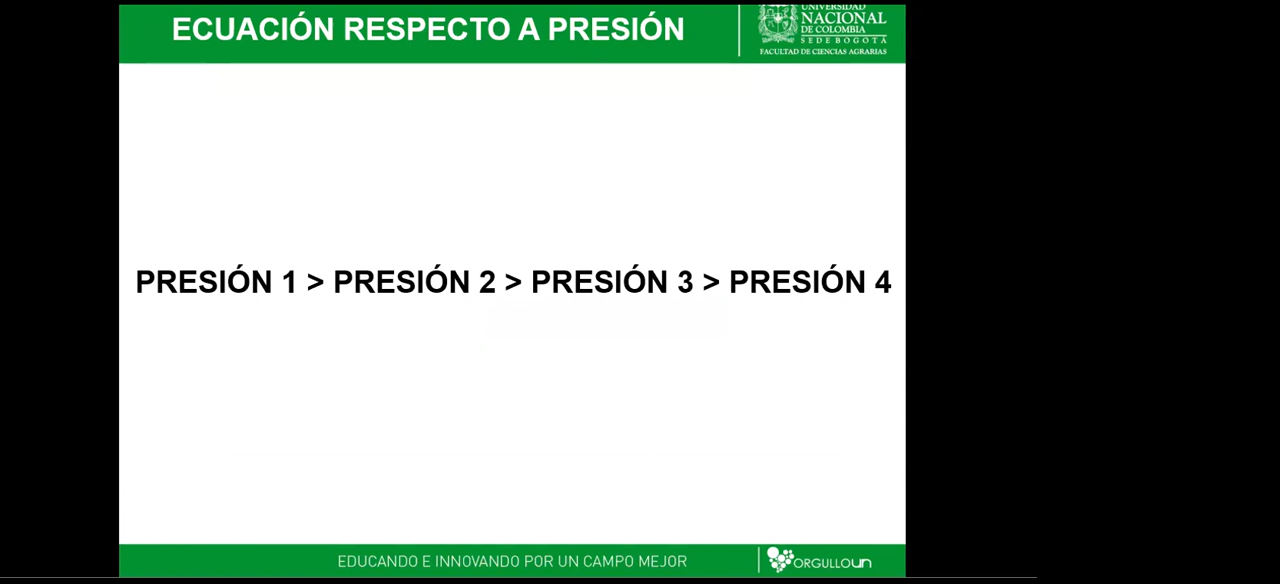 ECUACIÓN RESPECTO A PRESIÓN
UNIVERSIDAD
NACIONAL
DE COLOMBIA
SEDE BOGOTÁ
FACULTAD DE CIENCIAS AGRARIAS
PRESIÓN 1 > PRESIÓN 2 > PRESIÓN 3 > PRESIÓN 4
EDUCANDO E INNOVANDO POR UN CAMPO MEJOR
ORGULLOUN